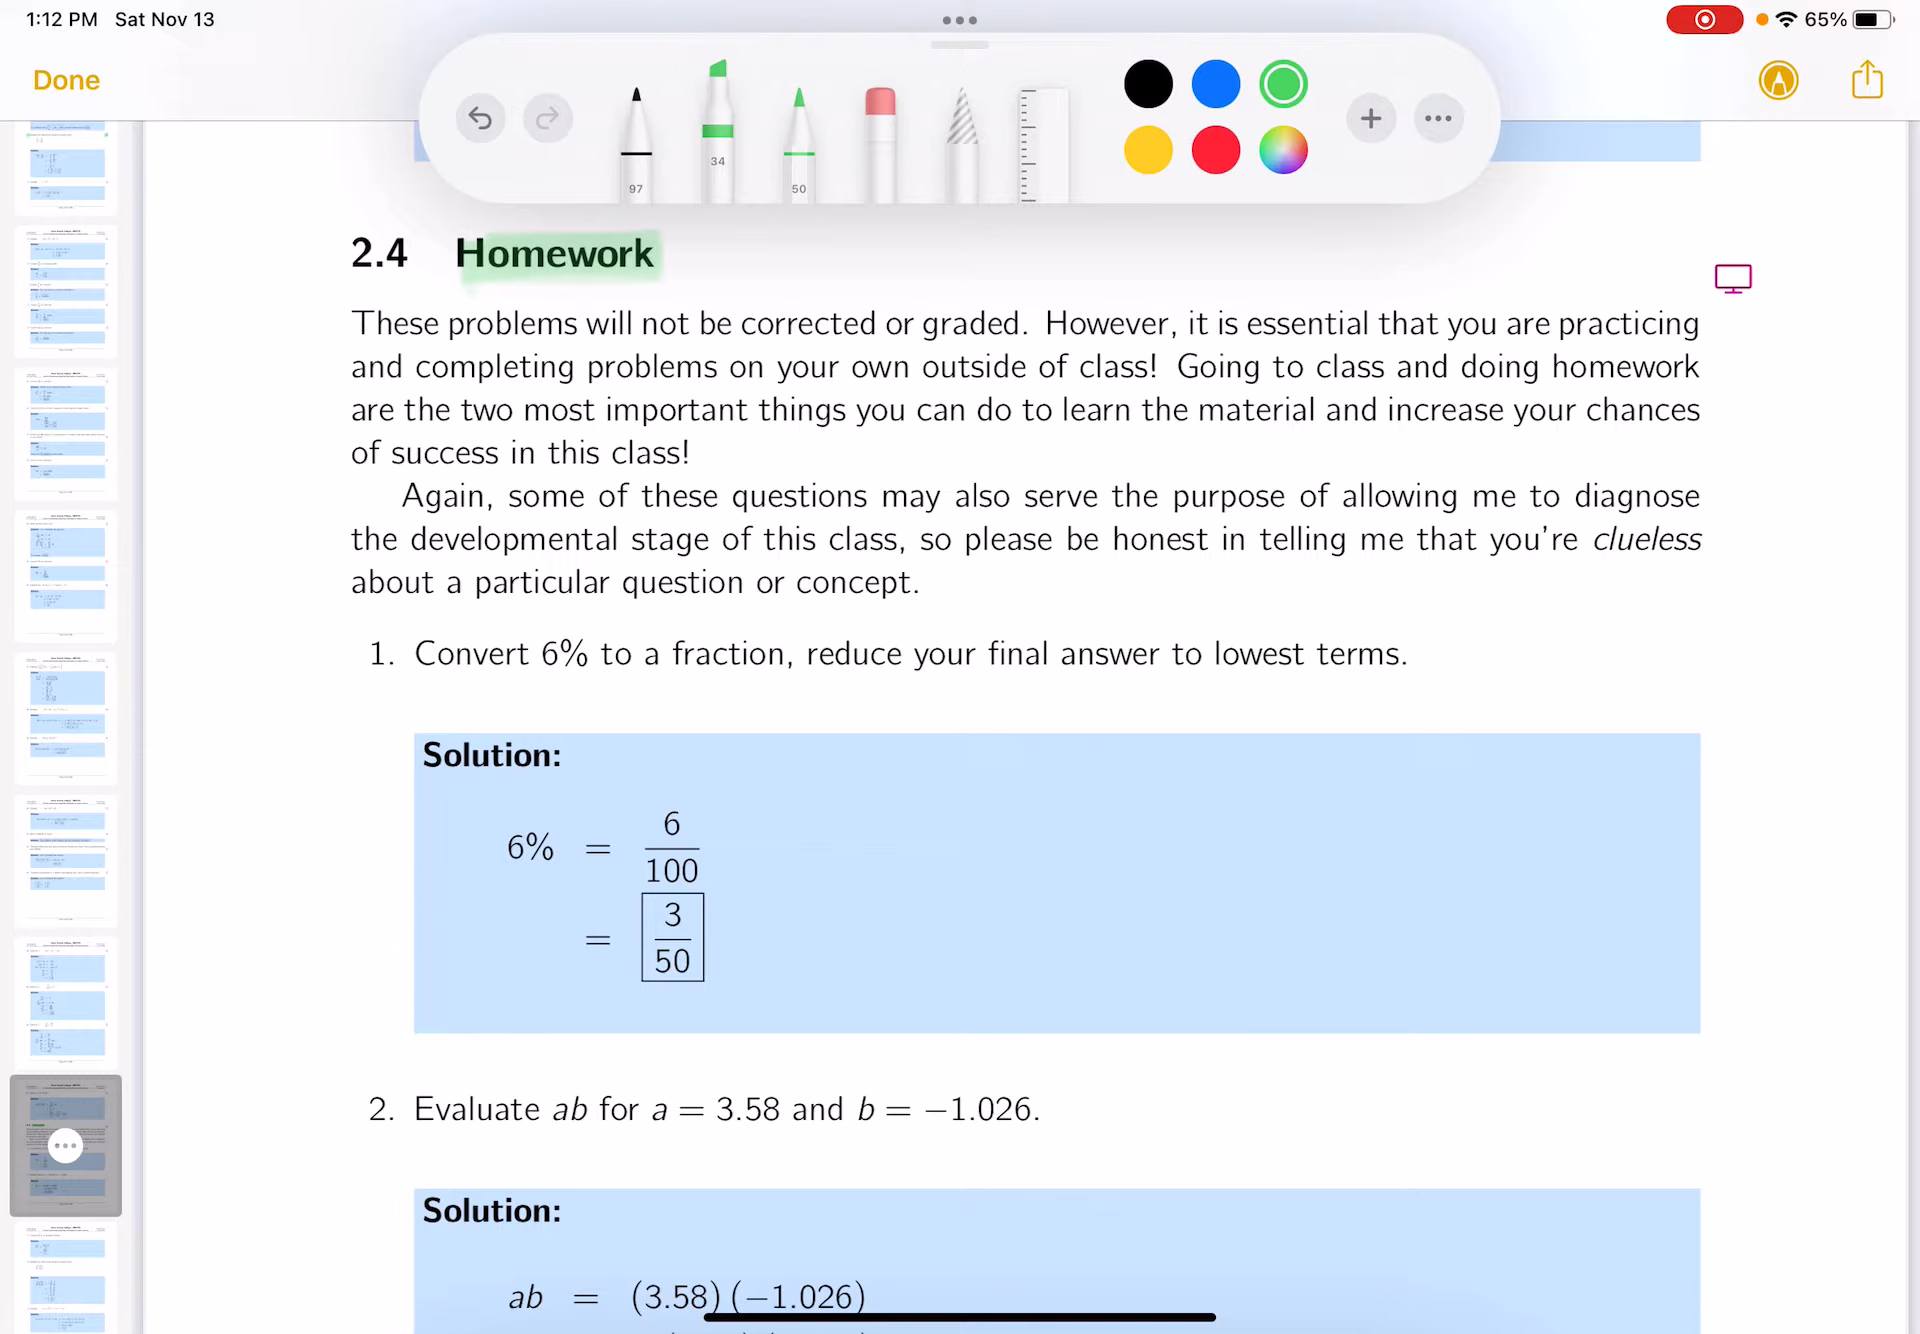 1:12 PM Sat Nov 13
65%
Done
97
34
50
2.4 Homework
These problems will not be corrected or graded. However, it is essential that you are practicing
and completing problems on your own outside of class! Going to class and doing homework
are the two most important things you can do to learn the material and increase your chances
of success in this class!
Again, some of these questions may also serve the purpose of allowing me to diagnose
the developmental stage of this class, so please be honest in telling me that you're clueless
about a particular question or concept.
1. Convert 6% to a fraction, reduce your final answer to lowest terms.
Solution:
6% = 6/100
= 3/50
2. Evaluate ab for a = 3.58 and b = −1.026.
Solution:
ab = (3.58)(−1.026)